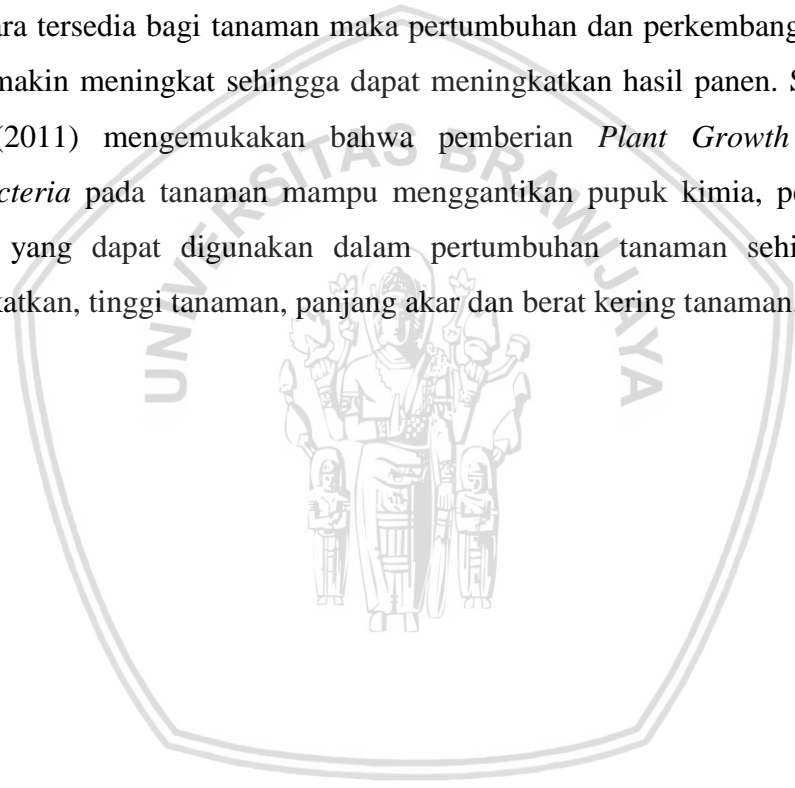 ara tersedia bagi tanaman maka pertumbuhan dan perkembang
makin meningkat sehingga dapat meningkatkan hasil panen. S
(2011) mengemukakan bahwa pemberian Plant Growth
cteria pada tanaman mampu menggantikan pupuk kimia, pe
yang dapat digunakan dalam pertumbuhan tanaman sehi
katkan, tinggi tanaman, panjang akar dan berat kering tanaman.
UNIVERSITAS BRAWIJAYA